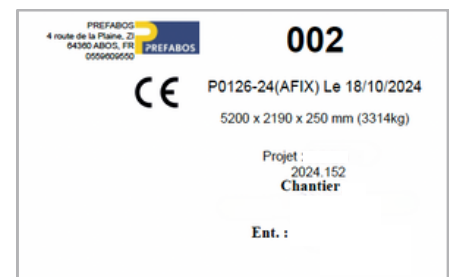 PREFABOS
4 route de la Plaine, ZI
64360 ABOS, FR
0559609650
PREFABOS
002
CE
P0126-24(AFIX) Le 18/10/2024
5200 x 2190 x 250 mm (3314kg)
Projet :
2024.152
Chantier
Ent. :